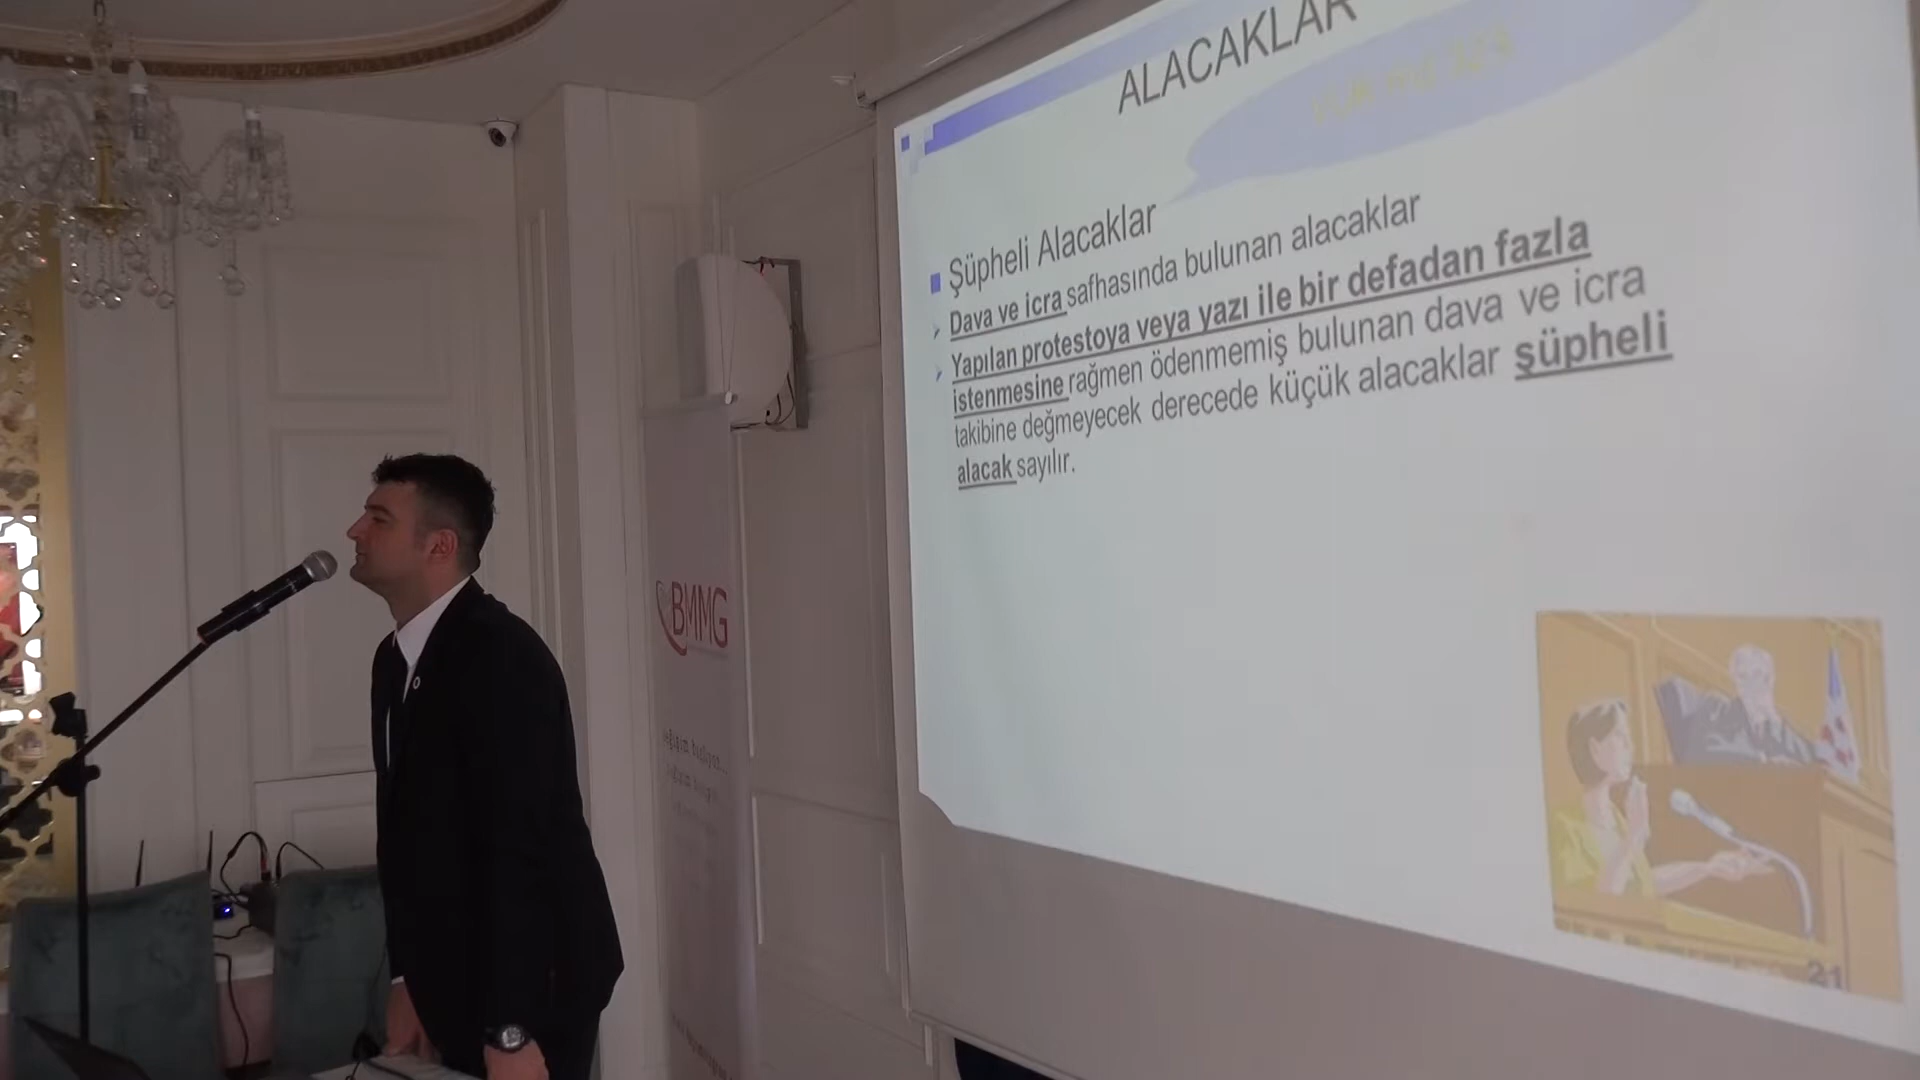 ALACAKLAR
Şüpheli Alacaklar
Dava ve icra safhasında bulunan alacaklar
Yapılan protestoya veya yazı ile bir defadan fazla
istenmesine rağmen ödenmemiş bulunan dava ve icra
takibine değmeyecek derecede küçük alacaklar şüpheli
alacak sayılır.
21
BMMG